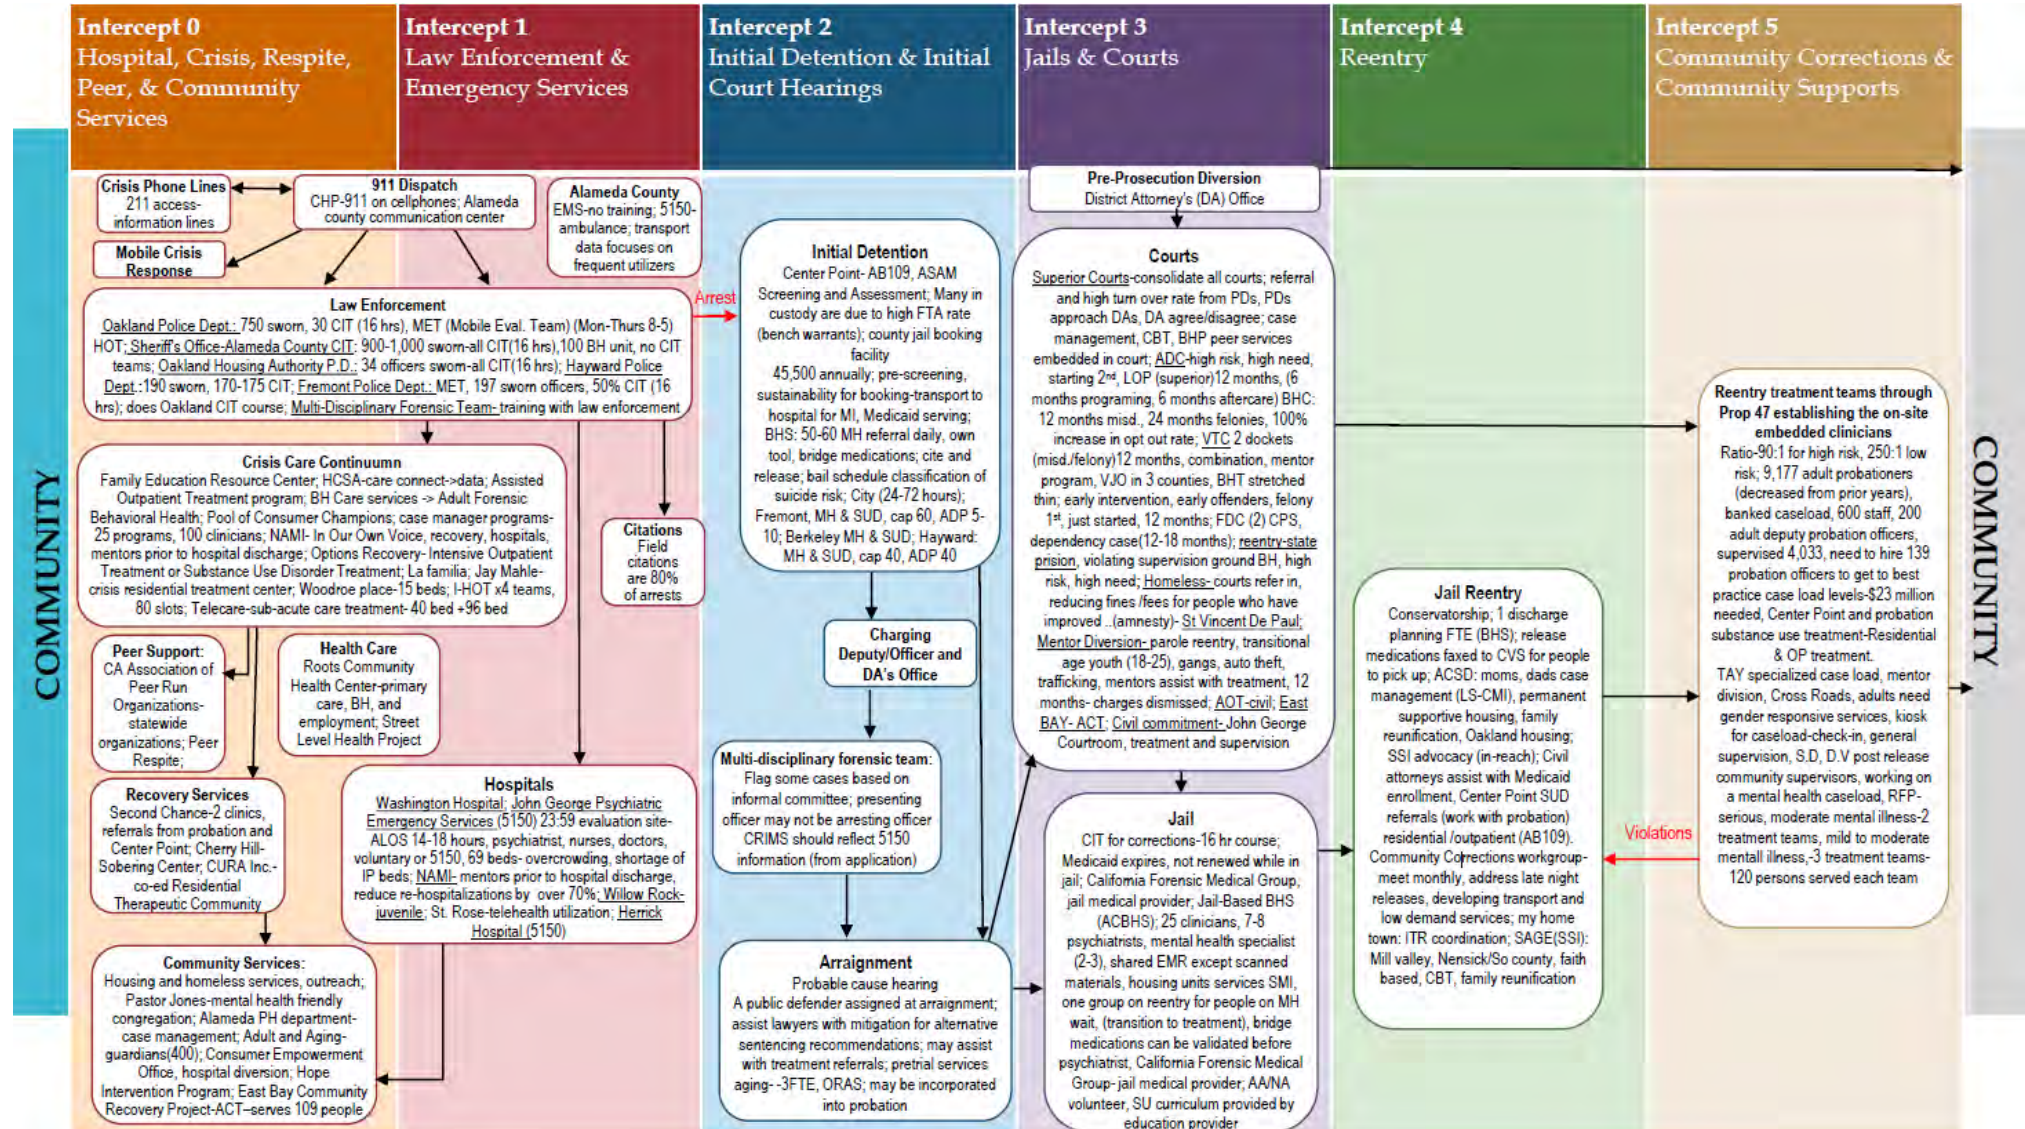 Intercept 0
Hospital, Crisis, Respite,
Peer, & Community
Services
Intercept 1
Law Enforcement &
Emergency Services
Intercept 2
Initial Detention & Initial
Court Hearings
Intercept 3
Jails & Courts
Intercept 4
Reentry
Intercept 5
Community Corrections &
Community Supports
COMMUNITY
Crisis Phone Lines
211 access-
information lines
911 Dispatch
CHP-911 on cellphones; Alameda
county communication center
Mobile Crisis
Response
Alameda County
EMS-no training; 5150-
ambulance; transport
data focuses on
frequent utilizers
Law Enforcement
Oakland Police Dept.: 750 sworn, 30 CIT (16 hrs), MET (Mobile Eval. Team) (Mon-Thurs 8-5)
HOT; Sheriff's Office-Alameda County CIT: 900-1,000 sworn-all CIT(16 hrs),100 BH unit, no CIT
teams; Oakland Housing Authority P.D.: 34 officers sworn-all CIT(16 hrs); Hayward Police
Dept.:190 sworn, 170-175 CIT; Fremont Police Dept.: MET, 197 sworn officers, 50% CIT (16
hrs); does Oakland CIT course; Multi-Disciplinary Forensic Team- training with law enforcement
Arrest
Crisis Care Continuumn
Family Education Resource Center; HCSA-care connect->data; Assisted
Outpatient Treatment program; BH Care services -> Adult Forensic
Behavioral Health; Pool of Consumer Champions; case manager programs-
25 programs, 100 clinicians; NAMI- In Our Own Voice, recovery, hospitals,
mentors prior to hospital discharge; Options Recovery- Intensive Outpatient
Treatment or Substance Use Disorder Treatment; La familia; Jay Mahle-
crisis residential treatment center; Woodroe place-15 beds; I-HOT x4 teams,
80 slots; Telecare-sub-acute care treatment- 40 bed +96 bed
Citations
Field
citations
are 80%
of arrests
Peer Support:
CA Association of
Peer Run
Organizations-
statewide
organizations; Peer
Respite;
Health Care
Roots Community
Health Center-primary
care, BH, and
employment; Street
Level Health Project
Recovery Services
Second Chance-2 clinics,
referrals from probation and
Center Point; Cherry Hill-
Sobering Center; CURA Inc.-
co-ed Residential
Therapeutic Community
Hospitals
Washington Hospital; John George Psychiatric
Emergency Services (5150) 23:59 evaluation site-
ALOS 14-18 hours, psychiatrist, nurses, doctors,
voluntary or 5150, 69 beds- overcrowding, shortage of
IP beds; NAMI- mentors prior to hospital discharge,
reduce re-hospitalizations by over 70%; Willow Rock-
juvenile; St. Rose-telehealth utilization; Herrick
Hospital (5150)
Community Services:
Housing and homeless services, outreach;
Pastor Jones-mental health friendly
congregation; Alameda PH department-
case management; Adult and Aging-
guardians(400); Consumer Empowerment
Office, hospital diversion; Hope
Intervention Program; East Bay Community
Recovery Project-ACT–serves 109 people
Initial Detention
Center Point- AB109, ASAM
Screening and Assessment; Many in
custody are due to high FTA rate
(bench warrants); county jail booking
facility
45,500 annually; pre-screening,
sustainability for booking-transport to
hospital for MI, Medicaid serving;
BHS: 50-60 MH referral daily, own
tool, bridge medications; cite and
release; bail schedule classification of
suicide risk; City (24-72 hours);
Fremont, MH & SUD, cap 60, ADP 5-
10; Berkeley MH & SUD; Hayward:
MH & SUD, cap 40, ADP 40
Charging
Deputy/Officer and
DA's Office
Multi-disciplinary forensic team:
Flag some cases based on
informal committee; presenting
officer may not be arresting officer
CRIMS should reflect 5150
information (from application)
Arraignment
Probable cause hearing
A public defender assigned at arraignment;
assist lawyers with mitigation for alternative
sentencing recommendations; may assist
with treatment referrals; pretrial services
aging- -3FTE, ORAS; may be incorporated
into probation
Pre-Prosecution Diversion
District Attorney's (DA) Office
Courts
Superior Courts-consolidate all courts; referral
and high turn over rate from PDs, PDs
approach DAs, DA agree/disagree; case
management, CBT, BHP peer services
embedded in court; ADC-high risk, high need,
starting 2nd, LOP (superior)12 months, (6
months programing, 6 months aftercare) BHC:
12 months misd., 24 months felonies, 100%
increase in opt out rate; VTC 2 dockets
(misd./felony)12 months, combination, mentor
program, VJO in 3 counties, BHT stretched
thin; early intervention, early offenders, felony
1st, just started, 12 months; FDC (2) CPS,
dependency case(12-18 months); reentry-state
prision, violating supervision ground BH, high
risk, high need; Homeless- courts refer in,
reducing fines /fees for people who have
improved ..(amnesty)- St Vincent De Paul;
Mentor Diversion- parole reentry, transitional
age youth (18-25), gangs, auto theft,
trafficking, mentors assist with treatment, 12
months- charges dismissed; AOT-civil; East
BAY- ACT; Civil commitment- John George
Courtroom, treatment and supervision
Jail
CIT for corrections-16 hr course;
Medicaid expires, not renewed while in
jail; California Forensic Medical Group,
jail medical provider; Jail-Based BHS
(ACBHS); 25 clinicians, 7-8
psychiatrists, mental health specialist
(2-3), shared EMR except scanned
materials, housing units services SMI,
one group on reentry for people on MH
wait, (transition to treatment), bridge
medications can be validated before
psychiatrist, California Forensic Medical
Group- jail medical provider; AA/NA
volunteer, SU curriculum provided by
education provider
Jail Reentry
Conservatorship; 1 discharge
planning FTE (BHS); release
medications faxed to CVS for people
to pick up; ACSD: moms, dads case
management (LS-CMI), permanent
supportive housing, family
reunification, Oakland housing;
SSI advocacy (in-reach); Civil
attorneys assist with Medicaid
enrollment, Center Point SUD
referrals (work with probation)
residential /outpatient (AB109).
Community Corrections workgroup-
meet monthly, address late night
releases, developing transport and
low demand services; my home
town: ITR coordination; SAGE(SSI):
Mill valley, Nensick/So county, faith
based, CBT, family reunification
Violations
Reentry treatment teams through
Prop 47 establishing the on-site
embedded clinicians
Ratio-90:1 for high risk, 250:1 low
risk; 9,177 adult probationers
(decreased from prior years),
banked caseload, 600 staff, 200
adult deputy probation officers,
supervised 4,033, need to hire 139
probation officers to get to best
practice case load levels-$23 million
needed, Center Point and probation
substance use treatment-Residential
& OP treatment.
TAY specialized case load, mentor
division, Cross Roads, adults need
gender responsive services, kiosk
for caseload-check-in, general
supervision, S.D, D.V post release
community supervisors, working on
a mental health caseload, RFP-
serious, moderate mental illness-2
treatment teams, mild to moderate
mentall illness,-3 treatment teams-
120 persons served each team
COMMUNITY